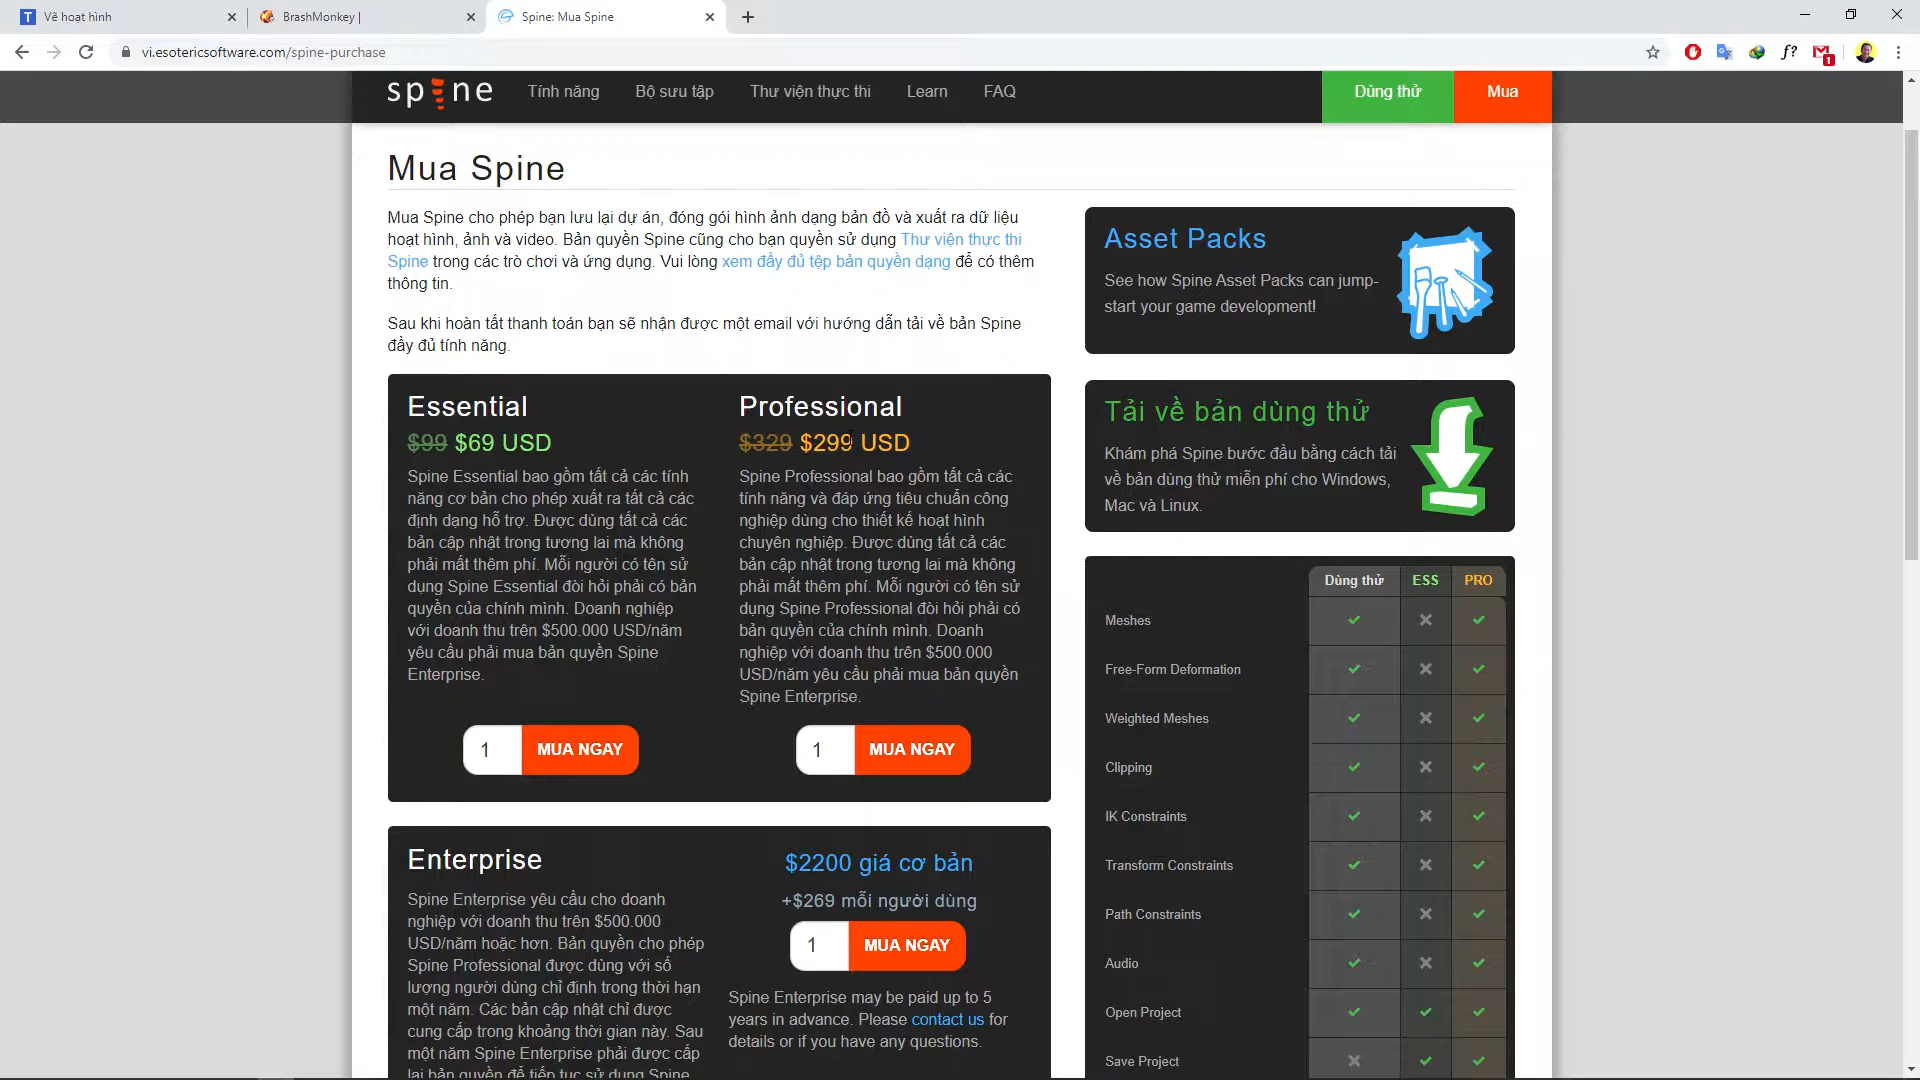 Vẽ hoạt hình
BrashMonkey |
Spine: Mua Spine
vi.esotericsoftware.com/spine-purchase
f?
1
spine
Tính năng
Bộ sưu tập
Thư viện thực thi
Learn
FAQ
Dùng thử
Mua
Mua Spine
Mua Spine cho phép bạn lưu lại dự án, đóng gói hình ảnh dạng bản đồ và xuất ra dữ liệu
hoạt hình, ảnh và video. Bản quyền Spine cũng cho bạn quyền sử dụng Thư viện thực thi
Spine trong các trò chơi và ứng dụng. Vui lòng xem đầy đủ tệp bản quyền dạng để có thêm
thông tin.
Sau khi hoàn tất thanh toán bạn sẽ nhận được một email với hướng dẫn tải về bản Spine
đầy đủ tính năng.
Essential
$99 $69 USD
Spine Essential bao gồm tất cả các tính
năng cơ bản cho phép xuất ra tất cả các
định dạng hỗ trợ. Được dùng tất cả các
bản cập nhật trong tương lai mà không
phải mất thêm phí. Mỗi người có tên sử
dụng Spine Essential đòi hỏi phải có bản
quyền của chính mình. Doanh nghiệp
với doanh thu trên $500.000 USD/năm
yêu cầu phải mua bản quyền Spine
Enterprise.
1
MUA NGAY
Professional
$329 $299 USD
Spine Professional bao gồm tất cả các
tính năng và đáp ứng tiêu chuẩn công
nghiệp dùng cho thiết kế hoạt hình
chuyên nghiệp. Được dùng tất cả các
bản cập nhật trong tương lai mà không
phải mất thêm phí. Mỗi người có tên sử
dụng Spine Professional đòi hỏi phải có
bản quyền của chính mình. Doanh
nghiệp với doanh thu trên $500.000
USD/năm yêu cầu phải mua bản quyền
Spine Enterprise.
1
MUA NGAY
Enterprise
Spine Enterprise yêu cầu cho doanh
nghiệp với doanh thu trên $500.000
USD/năm hoặc hơn. Bản quyền cho phép
Spine Professional được dùng với số
lượng người dùng chỉ định trong thời hạn
một năm. Các bản cập nhật chỉ được
cung cấp trong khoảng thời gian này. Sau
một năm Spine Enterprise phải được cấp
lại bản quyền để tiếp tục sử dụng Spine
$2200 giá cơ bản
+$269 mỗi người dùng
1
MUA NGAY
Spine Enterprise may be paid up to 5
years in advance. Please contact us for
details or if you have any questions.
Asset Packs
See how Spine Asset Packs can jump-
start your game development!
Tải về bản dùng thử
Khám phá Spine bước đầu bằng cách tải
về bản dùng thử miễn phí cho Windows,
Mac và Linux.
Dùng thử
ESS
PRO
Meshes
Free-Form Deformation
Weighted Meshes
Clipping
IK Constraints
Transform Constraints
Path Constraints
Audio
Open Project
Save Project